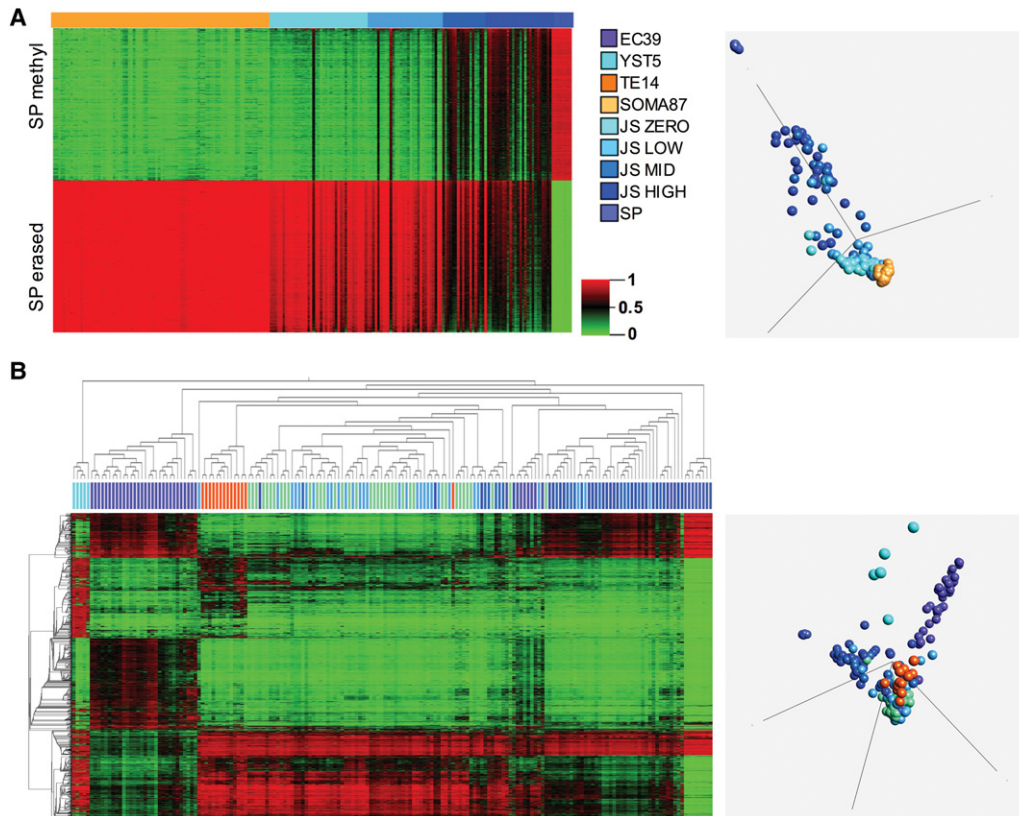 A
SP methyl
SP erased
EC39
YST5
TE14
SOMA87
JS ZERO
JS LOW
JS MID
JS HIGH
SP
1
0.5
0
B